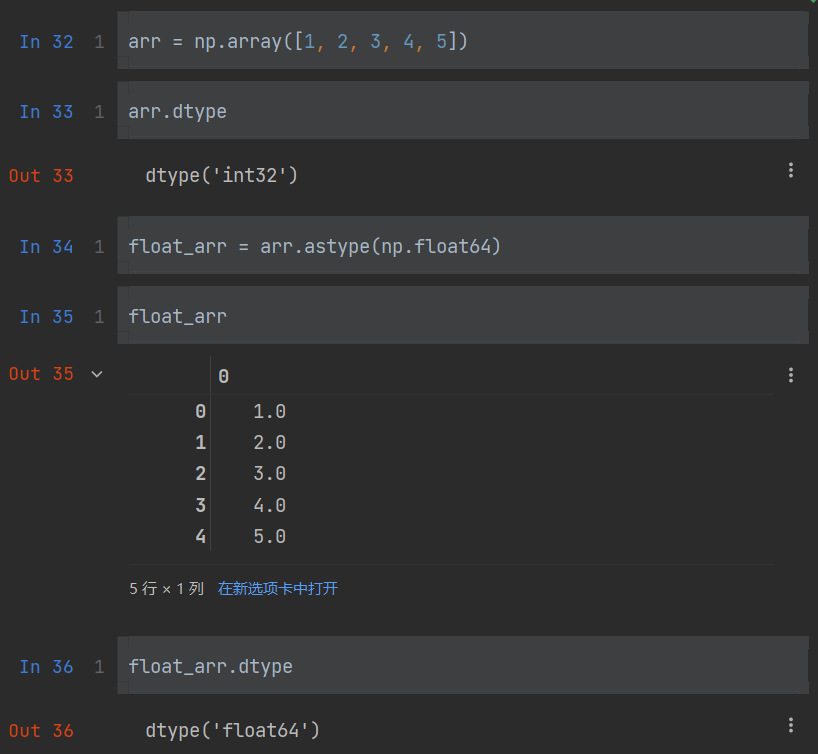 In 32 1 arr = np.array([1, 2, 3, 4, 5])
In 33 1 arr.dtype
Out 33 dtype('int32')
In 34 1 float_arr = arr.astype(np.float64)
In 35 1 float_arr
Out 35 0
0 1.0
1 2.0
2 3.0
3 4.0
4 5.0
5 行 × 1 列 在新选项卡中打开
In 36 1 float_arr.dtype
Out 36 dtype('float64')